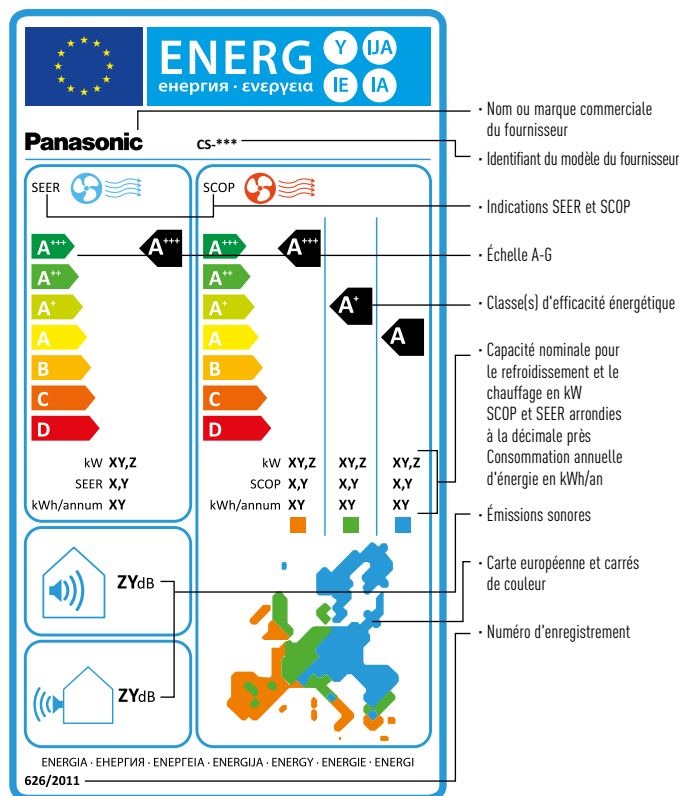 ENERG
Y IJA
IE IA
енергия · ενεργεια
Panasonic
CS-***
SEER
A+++
A++
A+
A
B
C
D
A+++
kW XY,Z
SEER X,Y
kWh/annum XY
SCOP
A+++
A++
A+
A
B
C
D
A+++
A+
A
kW XY,Z XY,Z XY,Z
SCOP X,Y X,Y X,Y
kWh/annum XY XY XY
ZYdB
ZYdB
ENERGIA · ЕНЕРГИЯ · ΕΝΕΡΓΕΙΑ · ENERGIJA · ENERGY · ENERGIE · ENERGI
626/2011
· Nom ou marque commerciale
du fournisseur
· Identifiant du modèle du fournisseur
· Indications SEER et SCOP
· Échelle A-G
· Classe(s) d'efficacité énergétique
· Capacité nominale pour
le refroidissement et le
chauffage en kW
SCOP et SEER arrondies
à la décimale près
Consommation annuelle
d'énergie en kWh/an
· Émissions sonores
· Carte européenne et carrés
de couleur
· Numéro d'enregistrement